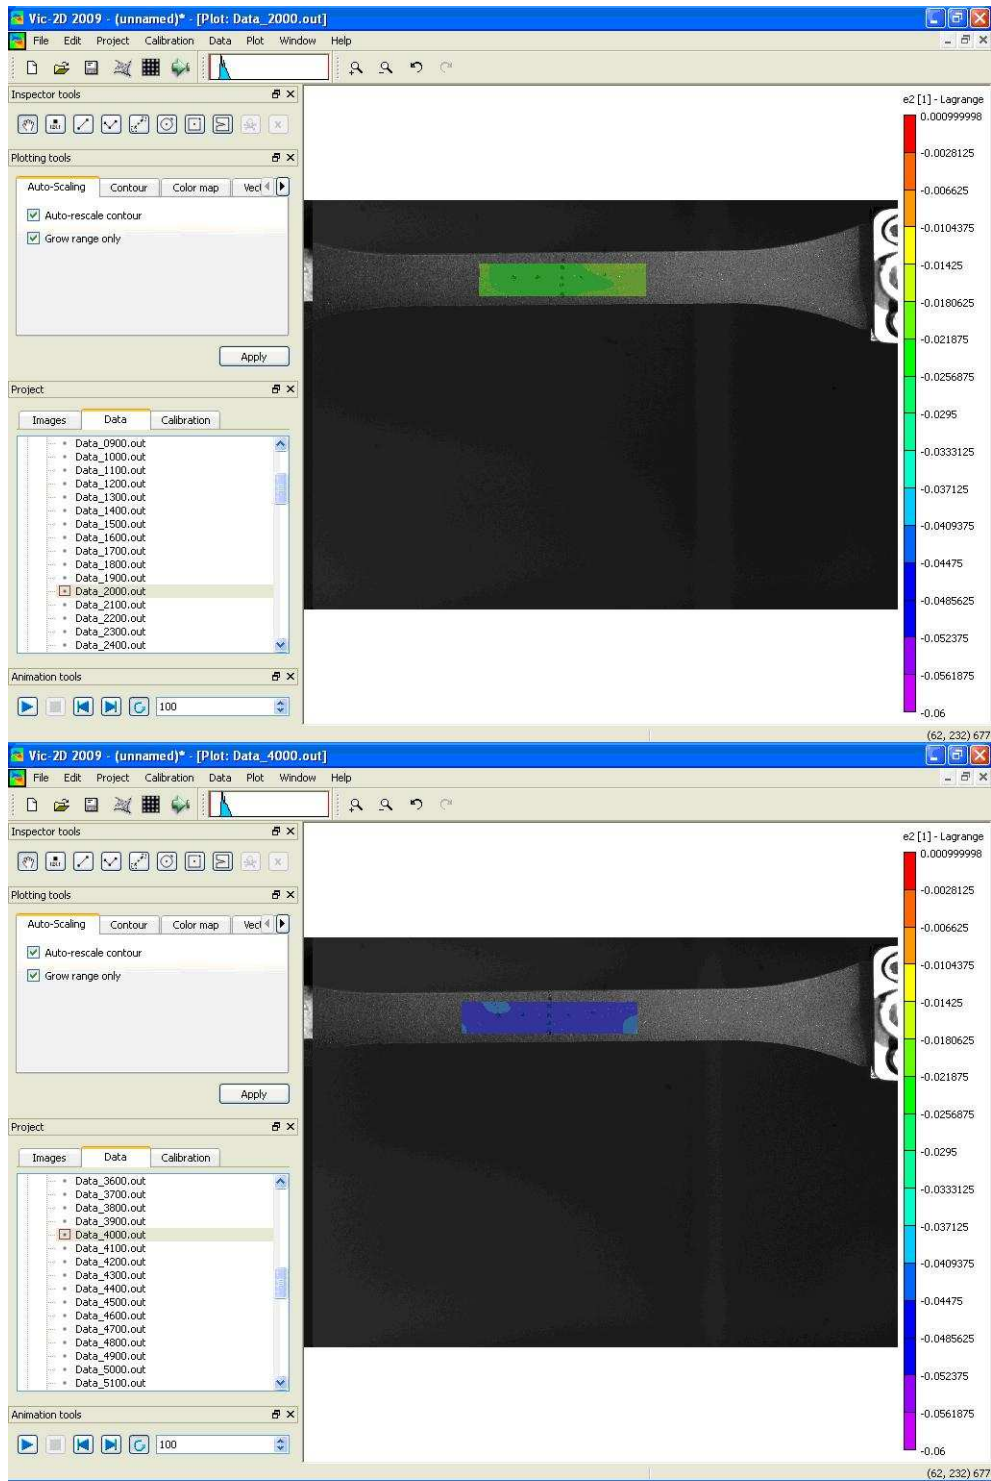 Vic-2D 2009 - (unnamed)* - [Plot: Data_2000.out]
File Edit Project Calibration Data Plot Window Help
Inspector tools
Plotting tools
Auto-Scaling Contour Color map Vect
Auto-rescale contour
Grow range only
Apply
Project
Images Data Calibration
Data_0900.out
Data_1000.out
Data_1100.out
Data_1200.out
Data_1300.out
Data_1400.out
Data_1500.out
Data_1600.out
Data_1700.out
Data_1800.out
Data_1900.out
Data_2000.out
Data_2100.out
Data_2200.out
Data_2300.out
Data_2400.out
Animation tools
100
e2 [1] - Lagrange
0.000999998
-0.0028125
-0.006625
-0.0104375
-0.01425
-0.0180625
-0.021875
-0.0256875
-0.0295
-0.0333125
-0.037125
-0.0409375
-0.04475
-0.0485625
-0.052375
-0.0561875
-0.06
(62, 232) 677
Vic-2D 2009 - (unnamed)* - [Plot: Data_4000.out]
File Edit Project Calibration Data Plot Window Help
Inspector tools
Plotting tools
Auto-Scaling Contour Color map Vect
Auto-rescale contour
Grow range only
Apply
Project
Images Data Calibration
Data_3600.out
Data_3700.out
Data_3800.out
Data_3900.out
Data_4000.out
Data_4100.out
Data_4200.out
Data_4300.out
Data_4400.out
Data_4500.out
Data_4600.out
Data_4700.out
Data_4800.out
Data_4900.out
Data_5000.out
Data_5100.out
Animation tools
100
e2 [1] - Lagrange
0.000999998
-0.0028125
-0.006625
-0.0104375
-0.01425
-0.0180625
-0.021875
-0.0256875
-0.0295
-0.0333125
-0.037125
-0.0409375
-0.04475
-0.0485625
-0.052375
-0.0561875
-0.06
(62, 232) 677